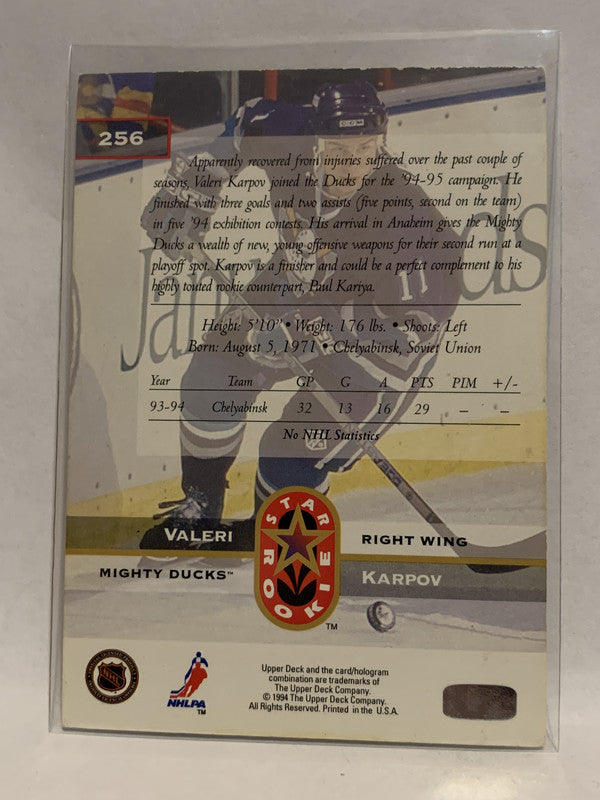 256
Apparently recovered from injuries suffered over the past couple of
seasons, Valeri Karpov joined the Ducks for the '94-95 campaign. He
finished with three goals and two assists (five points, second on the team)
in five '94 exhibition contests. His arrival in Anaheim gives the Mighty
Ducks a wealth of new, young offensive weapons for their second run at a
playoff spot. Karpov is a finisher and could be a perfect complement to his
highly touted rookie counterpart, Paul Kariya.
Height: 5'10" • Weight: 176 lbs. • Shoots: Left
Born: August 5, 1971 • Chelyabinsk, Soviet Union
Year Team GP G A PTS PIM +/-
93-94 Chelyabinsk 32 13 16 29 – –
No NHL Statistics
CCM
11
VALERI
RIGHT WING
STAR
ROOKIE
TM
MIGHTY DUCKS™
KARPOV
NHL
NHLPA
TM
Upper Deck and the card/hologram
combination are trademarks of
The Upper Deck Company.
© 1994 The Upper Deck Company.
All Rights Reserved. Printed in the U.S.A.